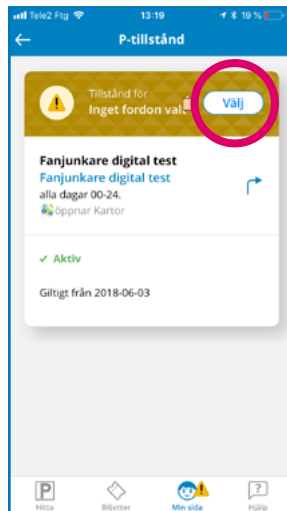 Tele2 Ftg 13:19 19 %
P-tillstånd
Tillstånd för
Inget fordon val
Välj
Fanjunkare digital test
Fanjunkare digital test
alla dagar 00-24.
öppnar Kartor
Aktiv
Giltigt från 2018-06-03
P ?
Hitta Biljetter Min sida Hjälp